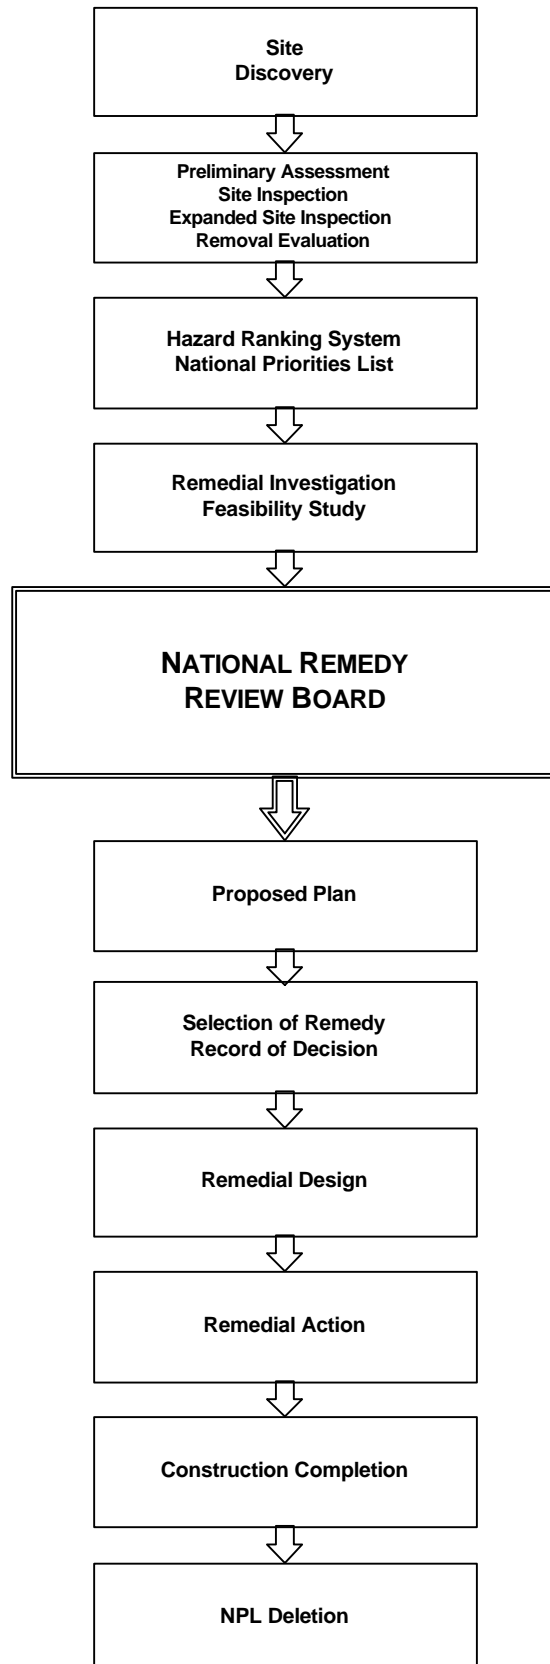 Site
Discovery
Preliminary Assessment
Site Inspection
Expanded Site Inspection
Removal Evaluation
Hazard Ranking System
National Priorities List
Remedial Investigation
Feasibility Study
NATIONAL REMEDY
REVIEW BOARD
Proposed Plan
Selection of Remedy
Record of Decision
Remedial Design
Remedial Action
Construction Completion
NPL Deletion